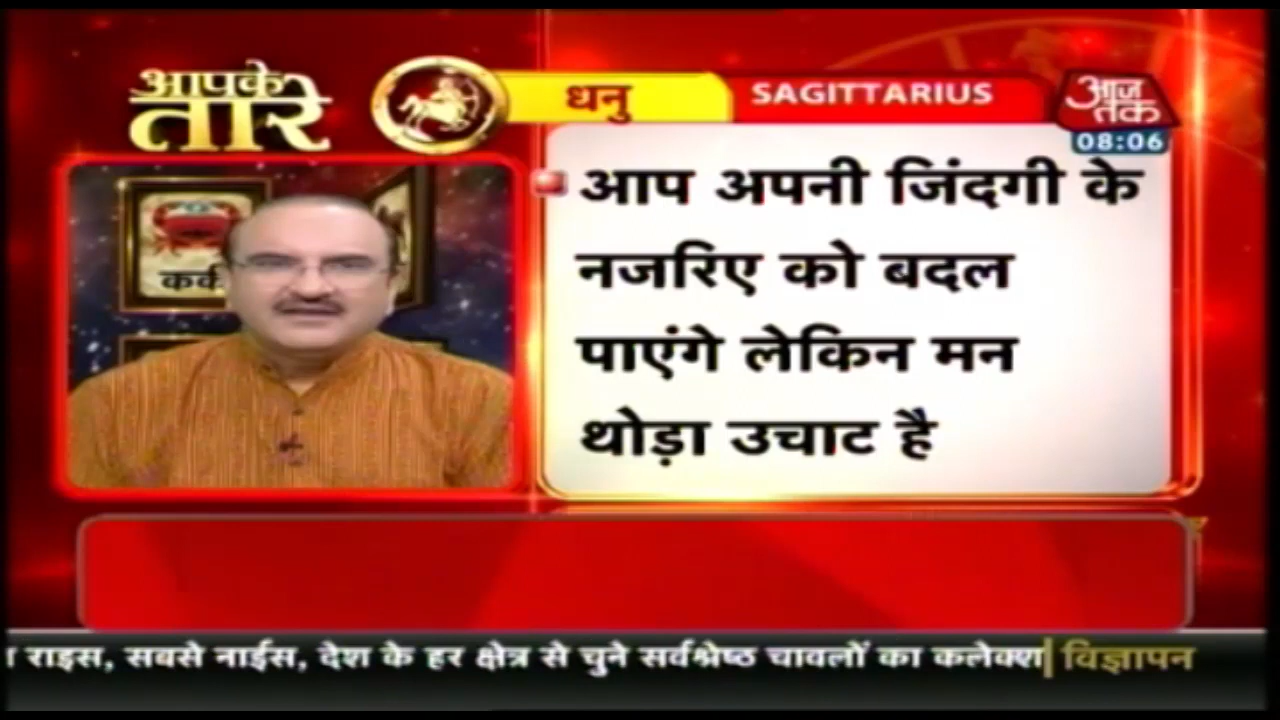 आपके
तारे
धनु
SAGITTARIUS
आज
तक
08:06
कर्क
आप अपनी जिंदगी के
नजरिए को बदल
पाएंगे लेकिन मन
थोड़ा उचाट है
राइस, सबसे नाईस, देश के हर क्षेत्र से चुने सर्वश्रेष्ठ चावलों का कलेक्श
विज्ञापन